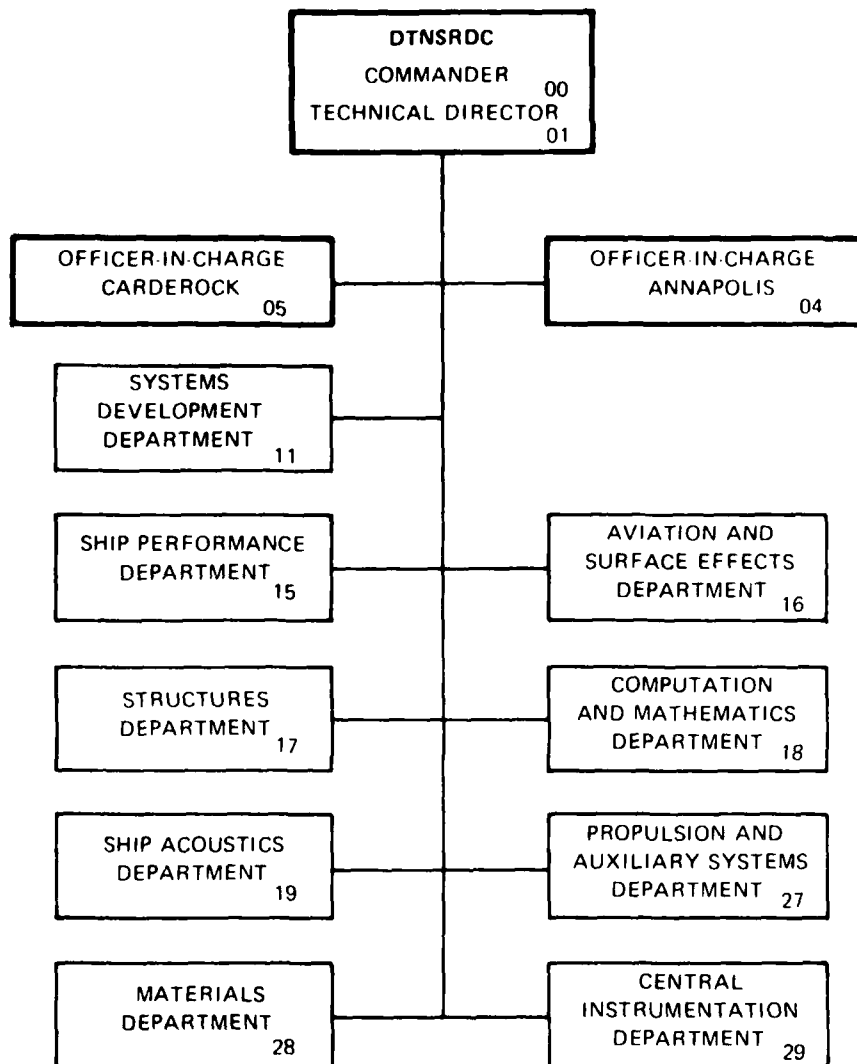 DTNSRDC
COMMANDER
00
TECHNICAL DIRECTOR
01
OFFICER-IN-CHARGE
CARDEROCK
05
OFFICER-IN-CHARGE
ANNAPOLIS
04
SYSTEMS
DEVELOPMENT
DEPARTMENT
11
SHIP PERFORMANCE
DEPARTMENT
15
AVIATION AND
SURFACE EFFECTS
DEPARTMENT
16
STRUCTURES
DEPARTMENT
17
COMPUTATION
AND MATHEMATICS
DEPARTMENT
18
SHIP ACOUSTICS
DEPARTMENT
19
PROPULSION AND
AUXILIARY SYSTEMS
DEPARTMENT
27
MATERIALS
DEPARTMENT
28
CENTRAL
INSTRUMENTATION
DEPARTMENT
29